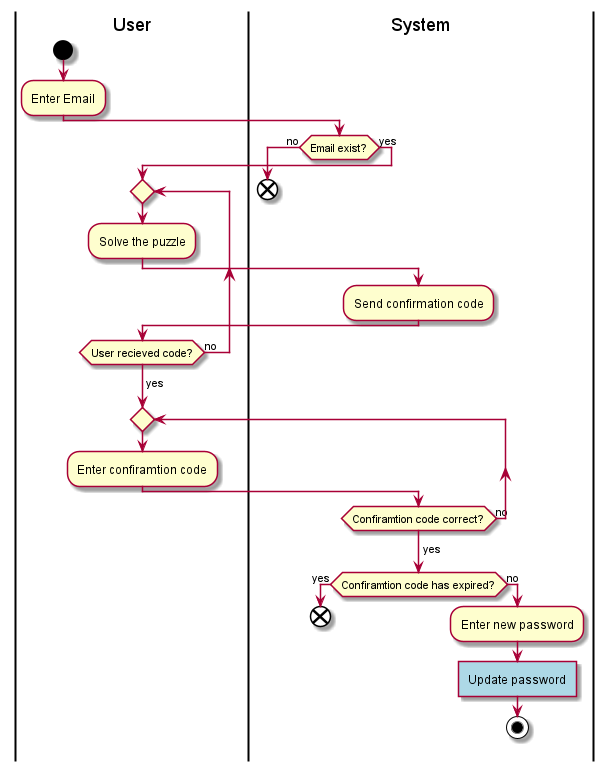 User
System
Enter Email
Email exist?
no
yes
Solve the puzzle
Send confirmation code
User recieved code?
no
yes
Enter confiramtion code
Confiramtion code correct?
no
yes
Confiramtion code has expired?
yes
no
Enter new password
Update password